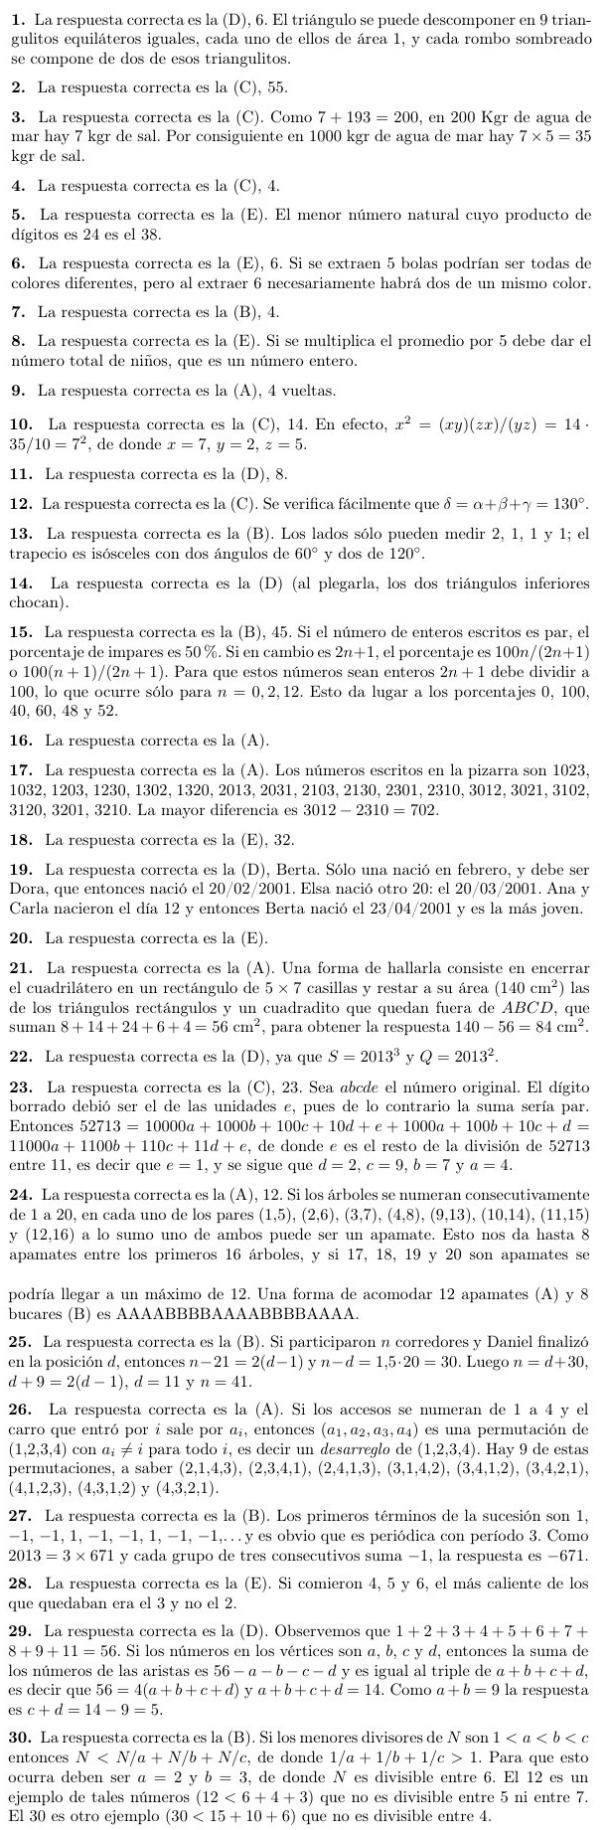 1. La respuesta correcta es la (D), 6. El triángulo se puede descomponer en 9 trian-
gulitos equiláteros iguales, cada uno de ellos de área 1, y cada rombo sombreado
se compone de dos de esos triangulitos.
2. La respuesta correcta es la (C), 55.
3. La respuesta correcta es la (C). Como 7 + 193 = 200, en 200 Kgr de agua de
mar hay 7 kgr de sal. Por consiguiente en 1000 kgr de agua de mar hay 7 × 5 = 35
kgr de sal.
4. La respuesta correcta es la (C), 4.
5. La respuesta correcta es la (E). El menor número natural cuyo producto de
dígitos es 24 es el 38.
6. La respuesta correcta es la (E), 6. Si se extraen 5 bolas podrían ser todas de
colores diferentes, pero al extraer 6 necesariamente habrá dos de un mismo color.
7. La respuesta correcta es la (B), 4.
8. La respuesta correcta es la (E). Si se multiplica el promedio por 5 debe dar el
número total de niños, que es un número entero.
9. La respuesta correcta es la (A), 4 vueltas.
10. La respuesta correcta es la (C), 14. En efecto, x² = (xy)(zx)/(yz) = 14 ·
35/10 = 7², de donde x = 7, y = 2, z = 5.
11. La respuesta correcta es la (D), 8.
12. La respuesta correcta es la (C). Se verifica fácilmente que δ = α+β+γ = 130°.
13. La respuesta correcta es la (B). Los lados sólo pueden medir 2, 1, 1 y 1; el
trapecio es isósceles con dos ángulos de 60° y dos de 120°.
14. La respuesta correcta es la (D) (al plegarla, los dos triángulos inferiores
chocan).
15. La respuesta correcta es la (B), 45. Si el número de enteros escritos es par, el
porcentaje de impares es 50 %. Si en cambio es 2n+1, el porcentaje es 100n/(2n+1)
o 100(n + 1)/(2n + 1). Para que estos números sean enteros 2n + 1 debe dividir a
100, lo que ocurre sólo para n = 0, 2, 12. Esto da lugar a los porcentajes 0, 100,
40, 60, 48 y 52.
16. La respuesta correcta es la (A).
17. La respuesta correcta es la (A). Los números escritos en la pizarra son 1023,
1032, 1203, 1230, 1302, 1320, 2013, 2031, 2103, 2130, 2301, 2310, 3012, 3021, 3102,
3120, 3201, 3210. La mayor diferencia es 3012 − 2310 = 702.
18. La respuesta correcta es la (E), 32.
19. La respuesta correcta es la (D), Berta. Sólo una nació en febrero, y debe ser
Dora, que entonces nació el 20/02/2001. Elsa nació otro 20: el 20/03/2001. Ana y
Carla nacieron el día 12 y entonces Berta nació el 23/04/2001 y es la más joven.
20. La respuesta correcta es la (E).
21. La respuesta correcta es la (A). Una forma de hallarla consiste en encerrar
el cuadrilátero en un rectángulo de 5 × 7 casillas y restar a su área (140 cm²) las
de los triángulos rectángulos y un cuadradito que quedan fuera de ABCD, que
suman 8 + 14 + 24 + 6 + 4 = 56 cm², para obtener la respuesta 140 − 56 = 84 cm².
22. La respuesta correcta es la (D), ya que S = 2013³ y Q = 2013².
23. La respuesta correcta es la (C), 23. Sea abcde el número original. El dígito
borrado debió ser el de las unidades e, pues de lo contrario la suma sería par.
Entonces 52713 = 10000a + 1000b + 100c + 10d + e + 1000a + 100b + 10c + d =
11000a + 1100b + 110c + 11d + e, de donde e es el resto de la división de 52713
entre 11, es decir que e = 1, y se sigue que d = 2, c = 9, b = 7 y a = 4.
24. La respuesta correcta es la (A), 12. Si los árboles se numeran consecutivamente
de 1 a 20, en cada uno de los pares (1,5), (2,6), (3,7), (4,8), (9,13), (10,14), (11,15)
y (12,16) a lo sumo uno de ambos puede ser un apamate. Esto nos da hasta 8
apamates entre los primeros 16 árboles, y si 17, 18, 19 y 20 son apamates se
podría llegar a un máximo de 12. Una forma de acomodar 12 apamates (A) y 8
bucares (B) es AAAABBBBAAAABBBBAAAA.
25. La respuesta correcta es la (B). Si participaron n corredores y Daniel finalizó
en la posición d, entonces n−21 = 2(d−1) y n−d = 1,5·20 = 30. Luego n = d+30,
d + 9 = 2(d − 1), d = 11 y n = 41.
26. La respuesta correcta es la (A). Si los accesos se numeran de 1 a 4 y el
carro que entró por i sale por aᵢ, entonces (a₁, a₂, a₃, a₄) es una permutación de
(1,2,3,4) con aᵢ ≠ i para todo i, es decir un desarreglo de (1,2,3,4). Hay 9 de estas
permutaciones, a saber (2,1,4,3), (2,3,4,1), (2,4,1,3), (3,1,4,2), (3,4,1,2), (3,4,2,1),
(4,1,2,3), (4,3,1,2) y (4,3,2,1).
27. La respuesta correcta es la (B). Los primeros términos de la sucesión son 1,
−1, −1, 1, −1, −1, 1, −1, −1,... y es obvio que es periódica con período 3. Como
2013 = 3 × 671 y cada grupo de tres consecutivos suma −1, la respuesta es −671.
28. La respuesta correcta es la (E). Si comieron 4, 5 y 6, el más caliente de los
que quedaban era el 3 y no el 2.
29. La respuesta correcta es la (D). Observemos que 1 + 2 + 3 + 4 + 5 + 6 + 7 +
8 + 9 + 11 = 56. Si los números en los vértices son a, b, c y d, entonces la suma de
los números de las aristas es 56 − a − b − c − d y es igual al triple de a + b + c + d,
es decir que 56 = 4(a + b + c + d) y a + b + c + d = 14. Como a + b = 9 la respuesta
es c + d = 14 − 9 = 5.
30. La respuesta correcta es la (B). Si los menores divisores de N son 1 < a < b < c
entonces N < N/a + N/b + N/c, de donde 1/a + 1/b + 1/c > 1. Para que esto
ocurra deben ser a = 2 y b = 3, de donde N es divisible entre 6. El 12 es un
ejemplo de tales números (12 < 6 + 4 + 3) que no es divisible entre 5 ni entre 7.
El 30 es otro ejemplo (30 < 15 + 10 + 6) que no es divisible entre 4.